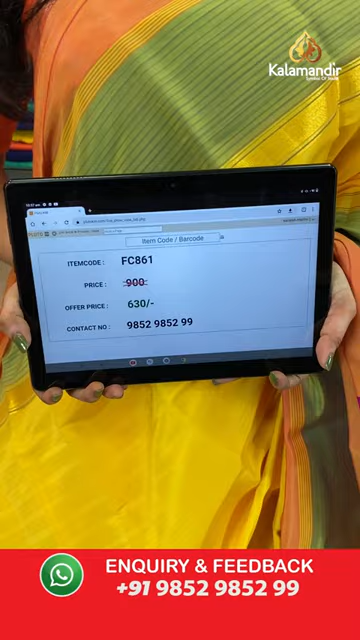 Kalamandir
Item Code / Barcode
ITEMCODE : FC861
PRICE : 900
OFFER PRICE : 630/-
CONTACT NO : 9852 9852 99
ENQUIRY & FEEDBACK
+91 9852 9852 99